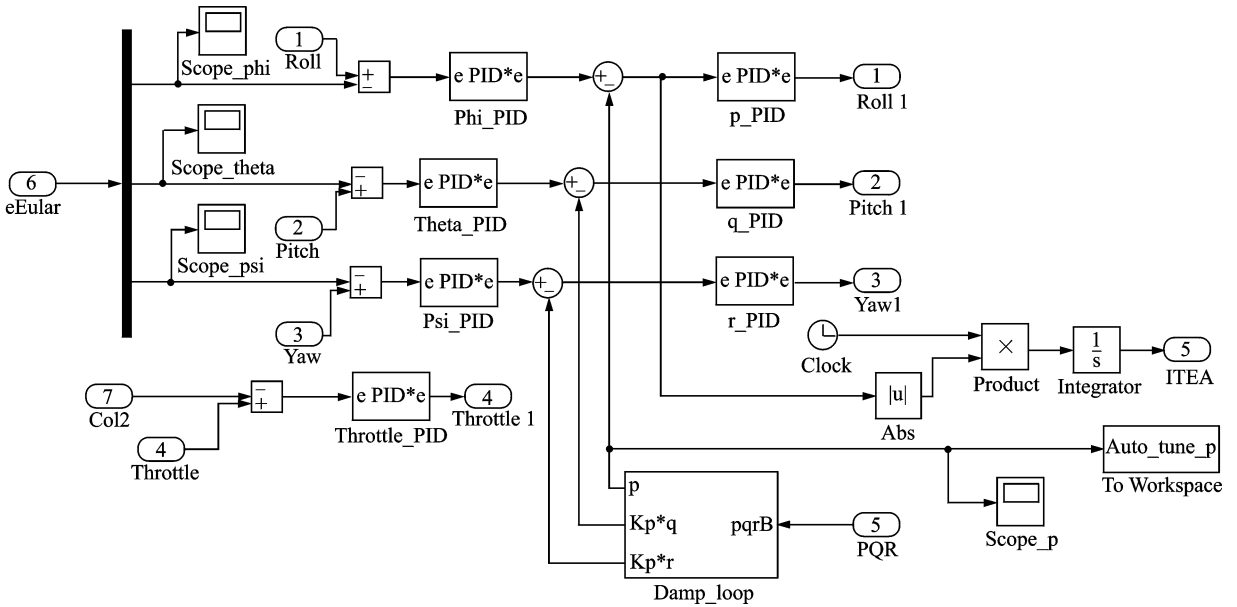 Scope_phi
1
Roll
+
−
e PID*e
Phi_PID
+
−
e PID*e
p_PID
1
Roll 1
Scope_theta
6
eEular
−
+
2
Pitch
e PID*e
Theta_PID
+
−
e PID*e
q_PID
2
Pitch 1
Scope_psi
−
+
3
Yaw
e PID*e
Psi_PID
+
−
e PID*e
r_PID
3
Yaw1
Clock
×
Product
1
s
Integrator
5
ITEA
|u|
Abs
7
Col2
−
+
4
Throttle
e PID*e
Throttle_PID
4
Throttle 1
Auto_tune_p
To Workspace
Scope_p
p
Kp*q
Kp*r
pqrB
Damp_loop
5
PQR